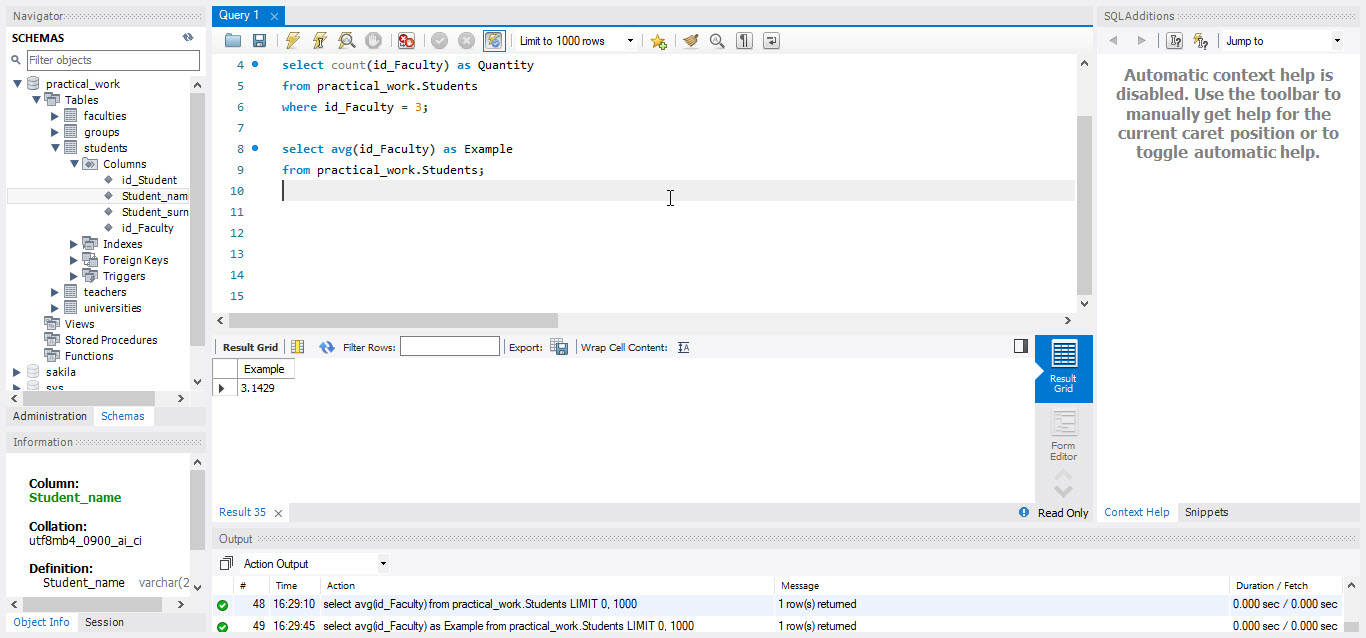 Navigator
SCHEMAS
Filter objects
practical_work
Tables
faculties
groups
students
Columns
id_Student
Student_nam
Student_surn
id_Faculty
Indexes
Foreign Keys
Triggers
teachers
universities
Views
Stored Procedures
Functions
sakila
sys
Administration Schemas
Information
Column:
Student_name
Collation:
utf8mb4_0900_ai_ci
Definition:
Student_name varchar(2
Object Info Session
Query 1
Limit to 1000 rows
4 select count(id_Faculty) as Quantity
5 from practical_work.Students
6 where id_Faculty = 3;
7
8 select avg(id_Faculty) as Example
9 from practical_work.Students;
10
11
12
13
14
15
Result Grid Filter Rows: Export: Wrap Cell Content:
Example
3.1429
Result
Grid
Form
Editor
Result 35 Read Only
Output
Action Output
# Time Action Message Duration / Fetch
48 16:29:10 select avg(id_Faculty) from practical_work.Students LIMIT 0, 1000 1 row(s) returned 0.000 sec / 0.000 sec
49 16:29:45 select avg(id_Faculty) as Example from practical_work.Students LIMIT 0, 1000 1 row(s) returned 0.000 sec / 0.000 sec
SQLAdditions
Jump to
Automatic context help is
disabled. Use the toolbar to
manually get help for the
current caret position or to
toggle automatic help.
Context Help Snippets